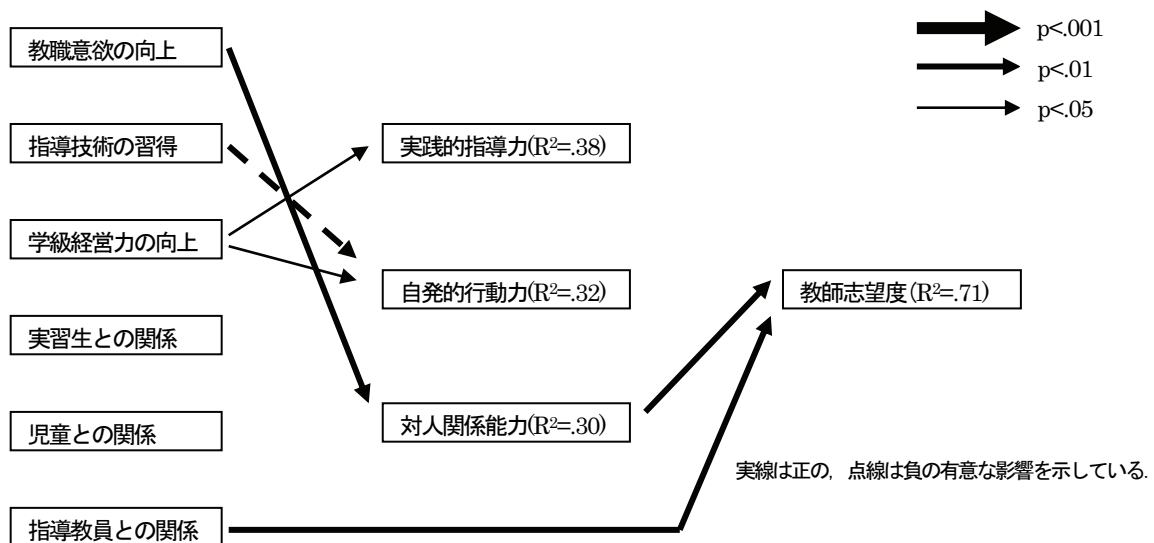 教職意欲の向上
指導技術の習得
学級経営力の向上
実習生との関係
児童との関係
指導教員との関係
実践的指導力(R²=.38)
自発的行動力(R²=.32)
対人関係能力(R²=.30)
教師志望度(R²=.71)
p<.001
p<.01
p<.05
実線は正の，点線は負の有意な影響を示している.